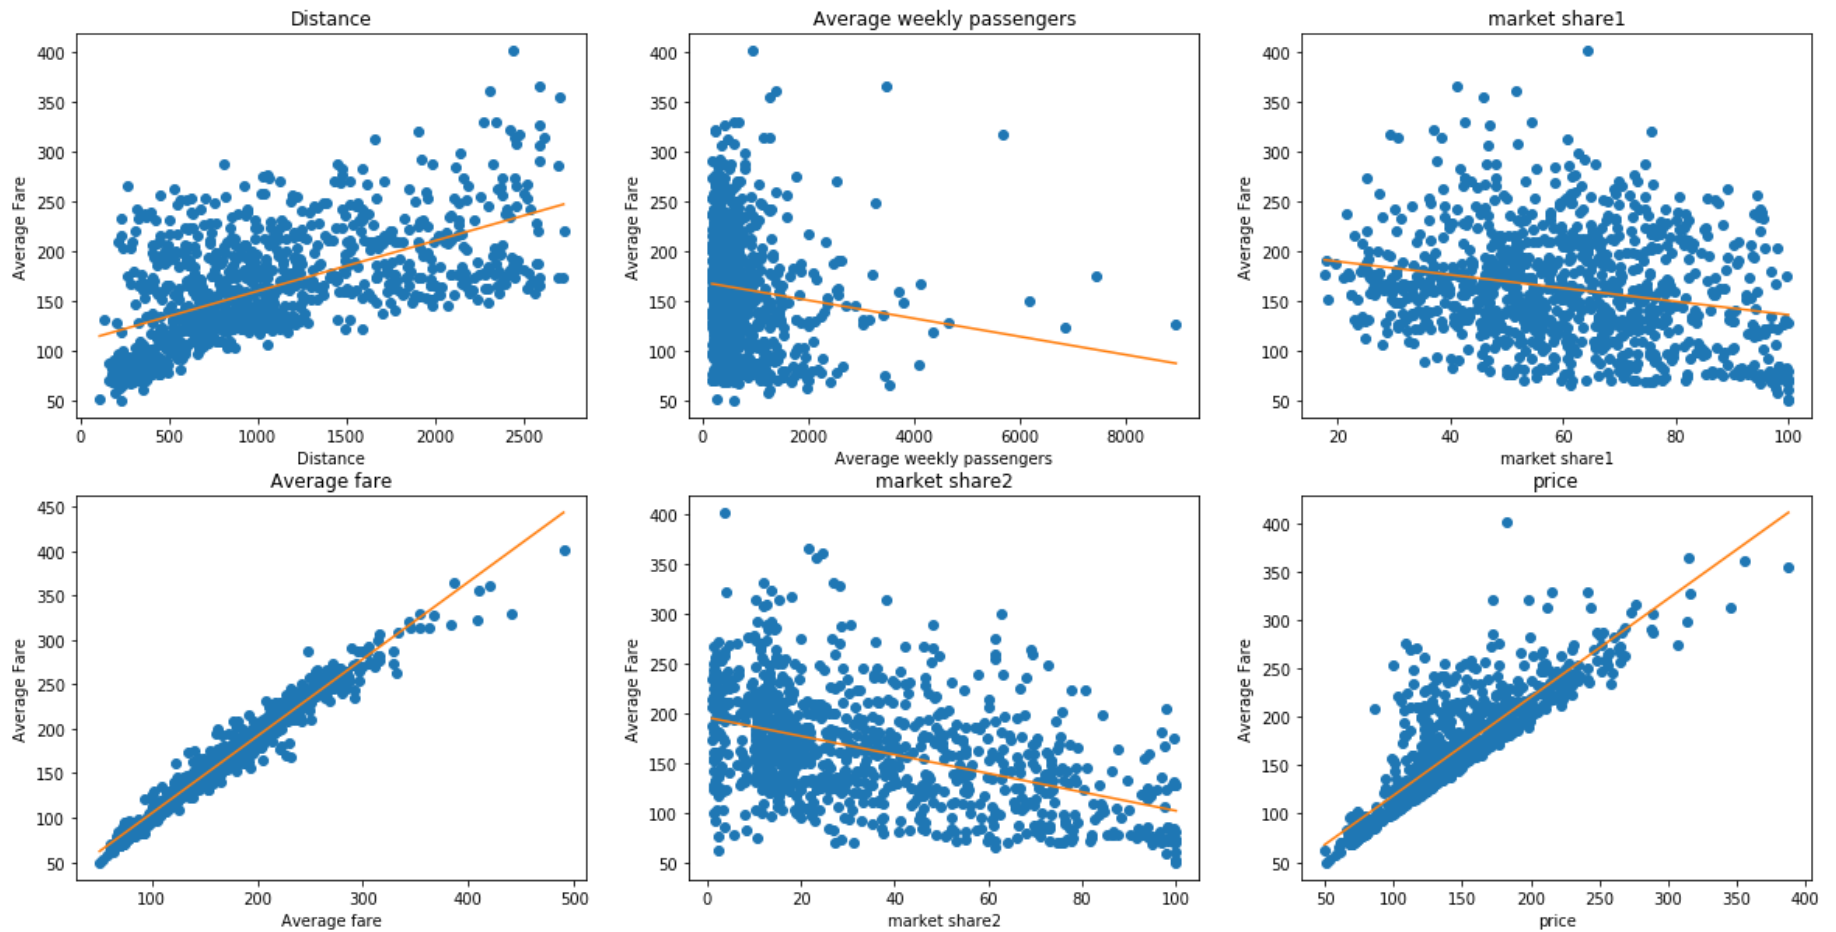 Distance
400
350
300
250
200
150
100
50
Average Fare
0 500 1000 1500 2000 2500
Distance
Average weekly passengers
400
350
300
250
200
150
100
50
Average Fare
0 2000 4000 6000 8000
Average weekly passengers
market share1
400
350
300
250
200
150
100
50
Average Fare
20 40 60 80 100
market share1
Average fare
450
400
350
300
250
200
150
100
50
Average Fare
100 200 300 400 500
Average fare
market share2
400
350
300
250
200
150
100
50
Average Fare
0 20 40 60 80 100
market share2
price
400
350
300
250
200
150
100
50
Average Fare
50 100 150 200 250 300 350 400
price